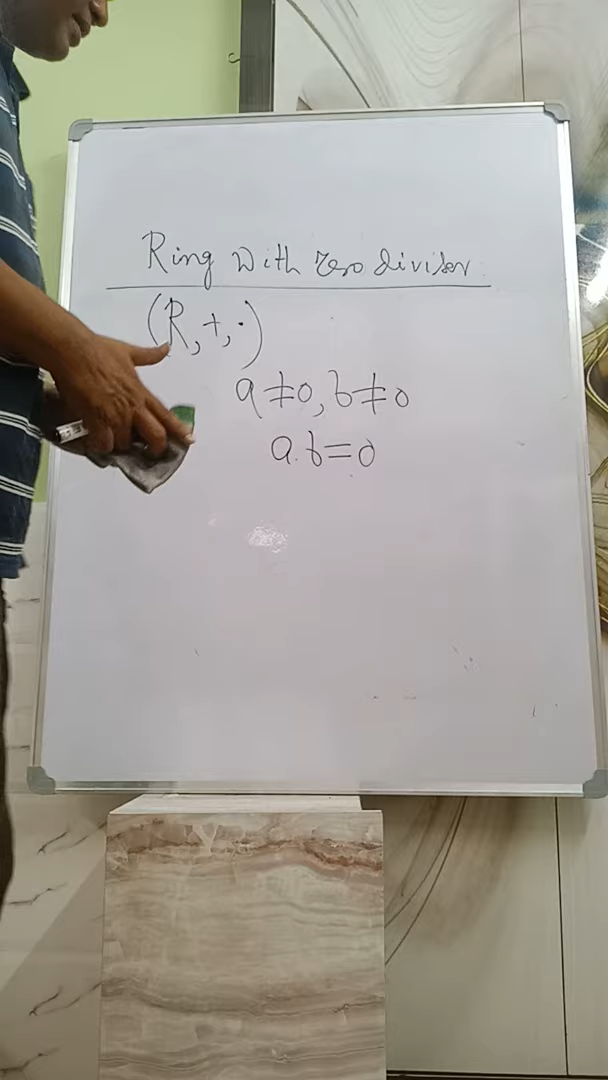 Ring with zero divisor
(R, +, ·)
a ≠ 0, b ≠ 0
a.b = 0